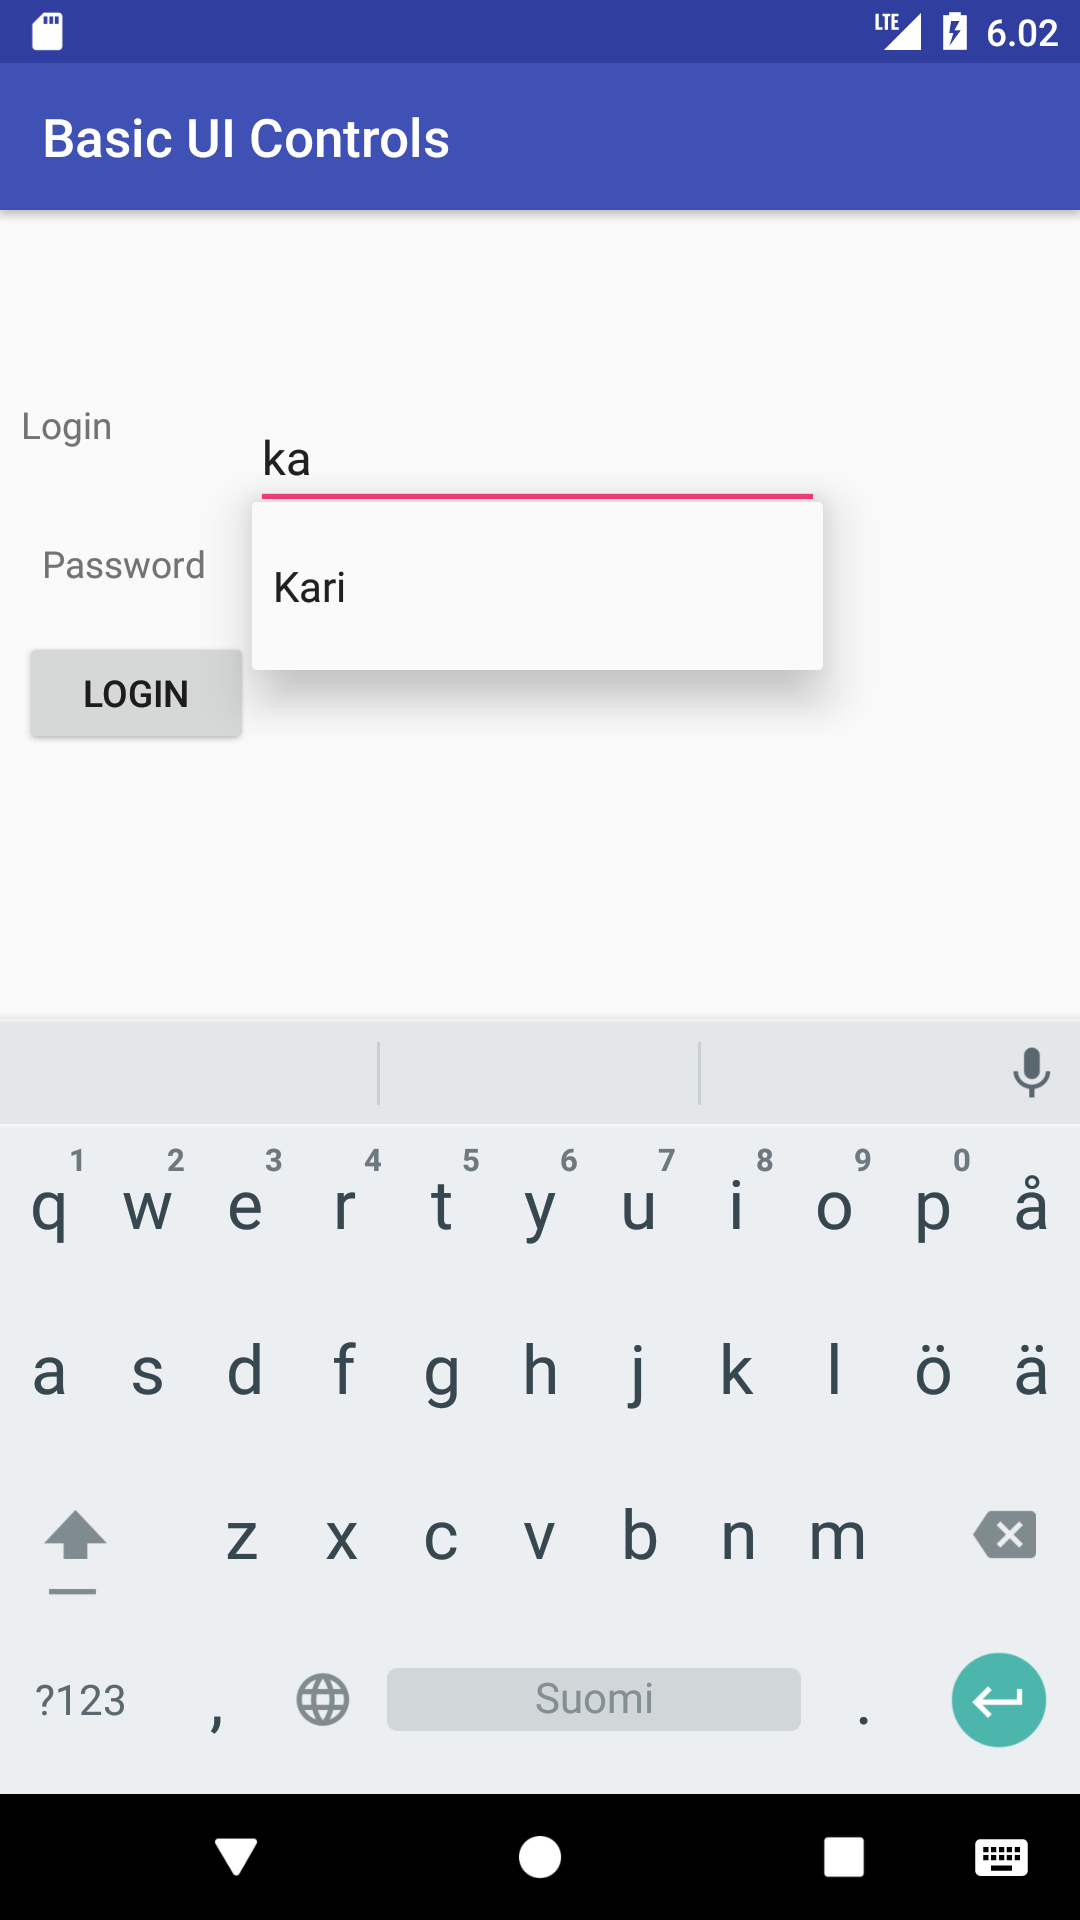 LTE 6.02
Basic UI Controls
Login
ka
Kari
Password
LOGIN
1 2 3 4 5 6 7 8 9 0
q w e r t y u i o p å
a s d f g h j k l ö ä
z x c v b n m
?123 , Suomi .